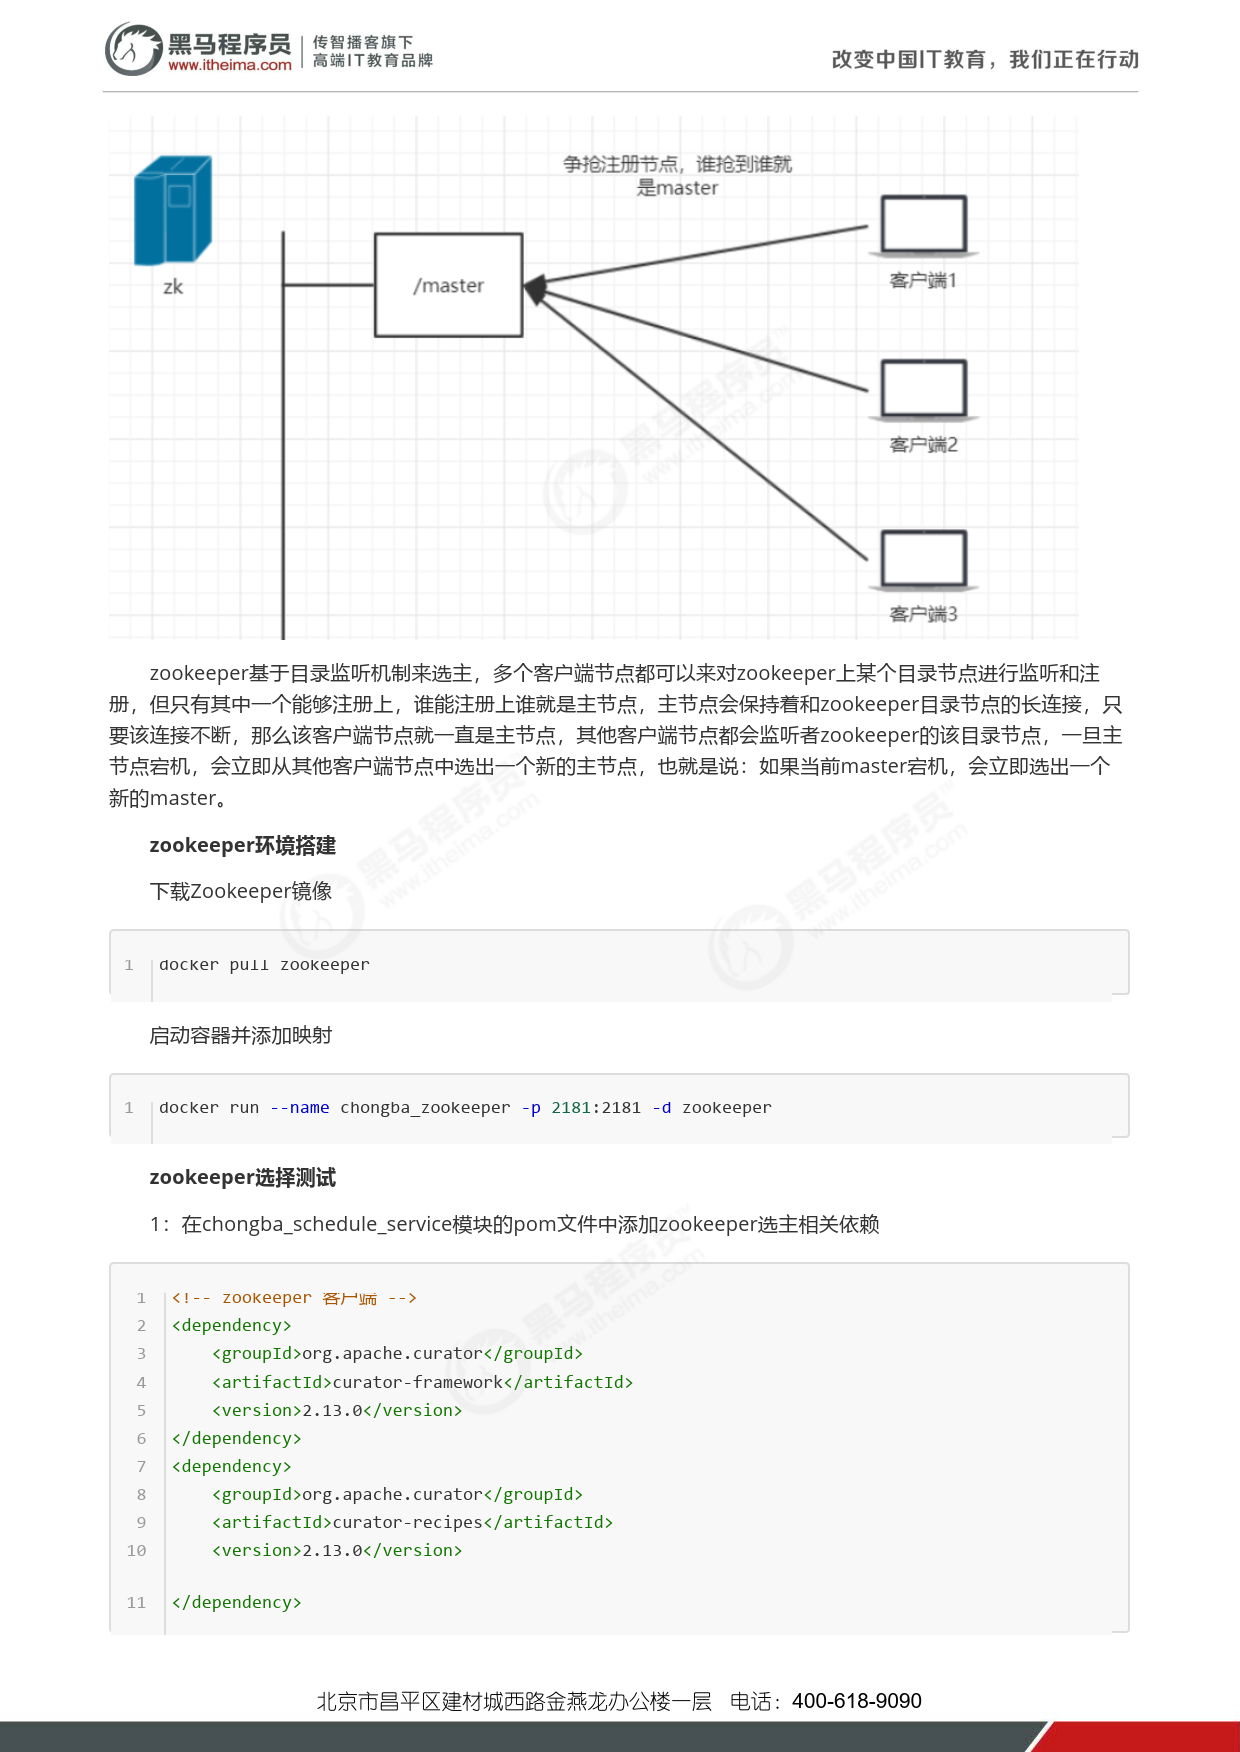 黑马程序员
www.itheima.com
传智播客旗下
高端IT教育品牌
改变中国IT教育，我们正在行动
争抢注册节点，谁抢到谁就
是master
zk
/master
客户端1
客户端2
客户端3
zookeeper基于目录监听机制来选主，多个客户端节点都可以来对zookeeper上某个目录节点进行监听和注
册，但只有其中一个能够注册上，谁能注册上谁就是主节点，主节点会保持着和zookeeper目录节点的长连接，只
要该连接不断，那么该客户端节点就一直是主节点，其他客户端节点都会监听者zookeeper的该目录节点，一旦主
节点宕机，会立即从其他客户端节点中选出一个新的主节点，也就是说：如果当前master宕机，会立即选出一个
新的master。
zookeeper环境搭建
下载Zookeeper镜像
1 docker pull zookeeper
启动容器并添加映射
1 docker run --name chongba_zookeeper -p 2181:2181 -d zookeeper
zookeeper选择测试
1：在chongba_schedule_service模块的pom文件中添加zookeeper选主相关依赖
1 <!-- zookeeper 客户端 -->
2 <dependency>
3     <groupId>org.apache.curator</groupId>
4     <artifactId>curator-framework</artifactId>
5     <version>2.13.0</version>
6 </dependency>
7 <dependency>
8     <groupId>org.apache.curator</groupId>
9     <artifactId>curator-recipes</artifactId>
10     <version>2.13.0</version>
11 </dependency>
北京市昌平区建材城西路金燕龙办公楼一层 电话：400-618-9090